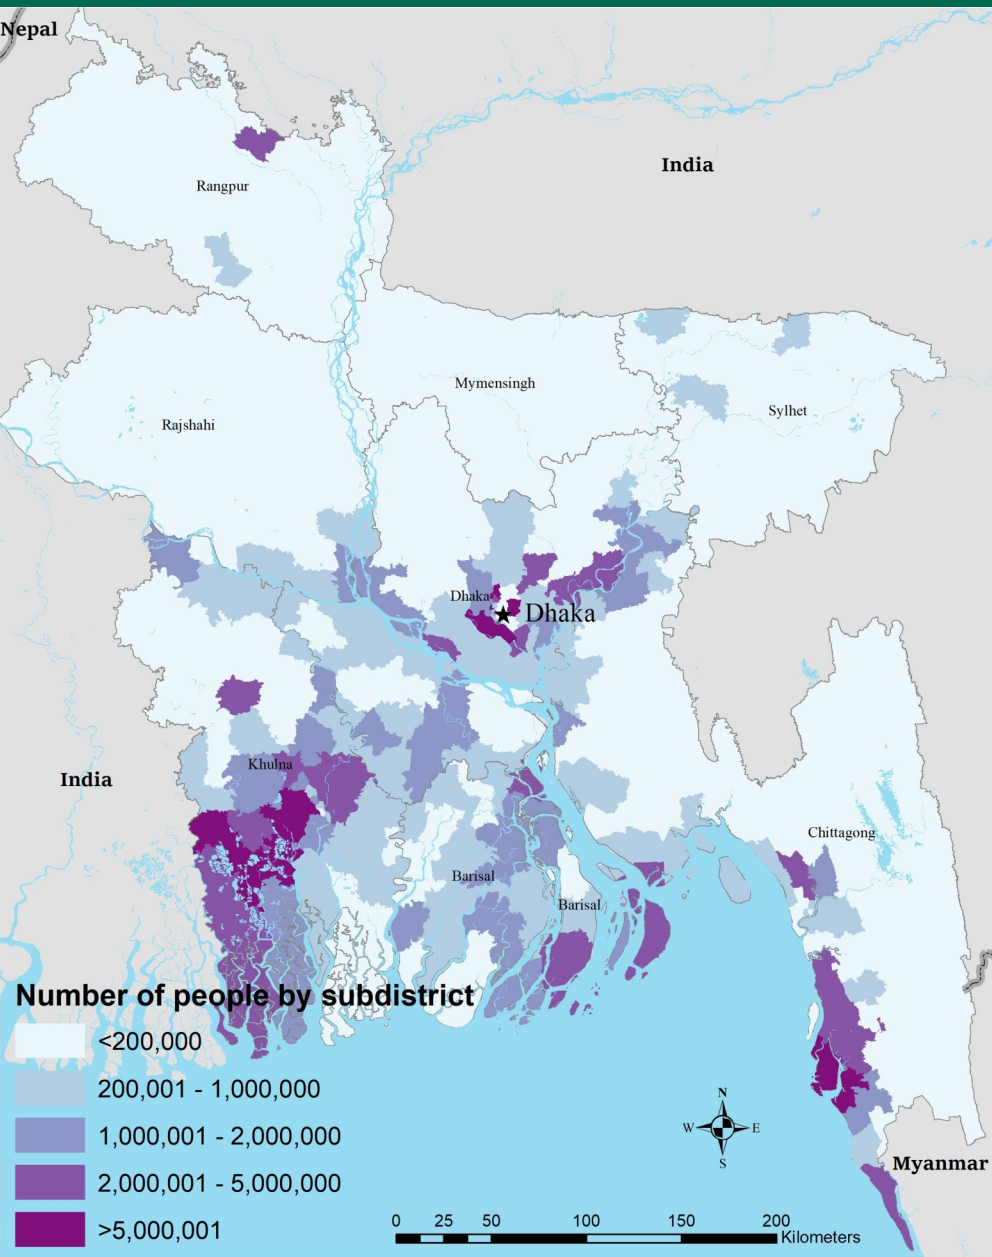 Nepal
India
Rangpur
Mymensingh
Sylhet
Rajshahi
Dhaka
Dhaka
India
Khulna
Chittagong
Barisal
Barisal
Number of people by subdistrict
<200,000
200,001 - 1,000,000
1,000,001 - 2,000,000
2,000,001 - 5,000,000
>5,000,001
N
W E
S
Myanmar
0 25 50 100 150 200
Kilometers